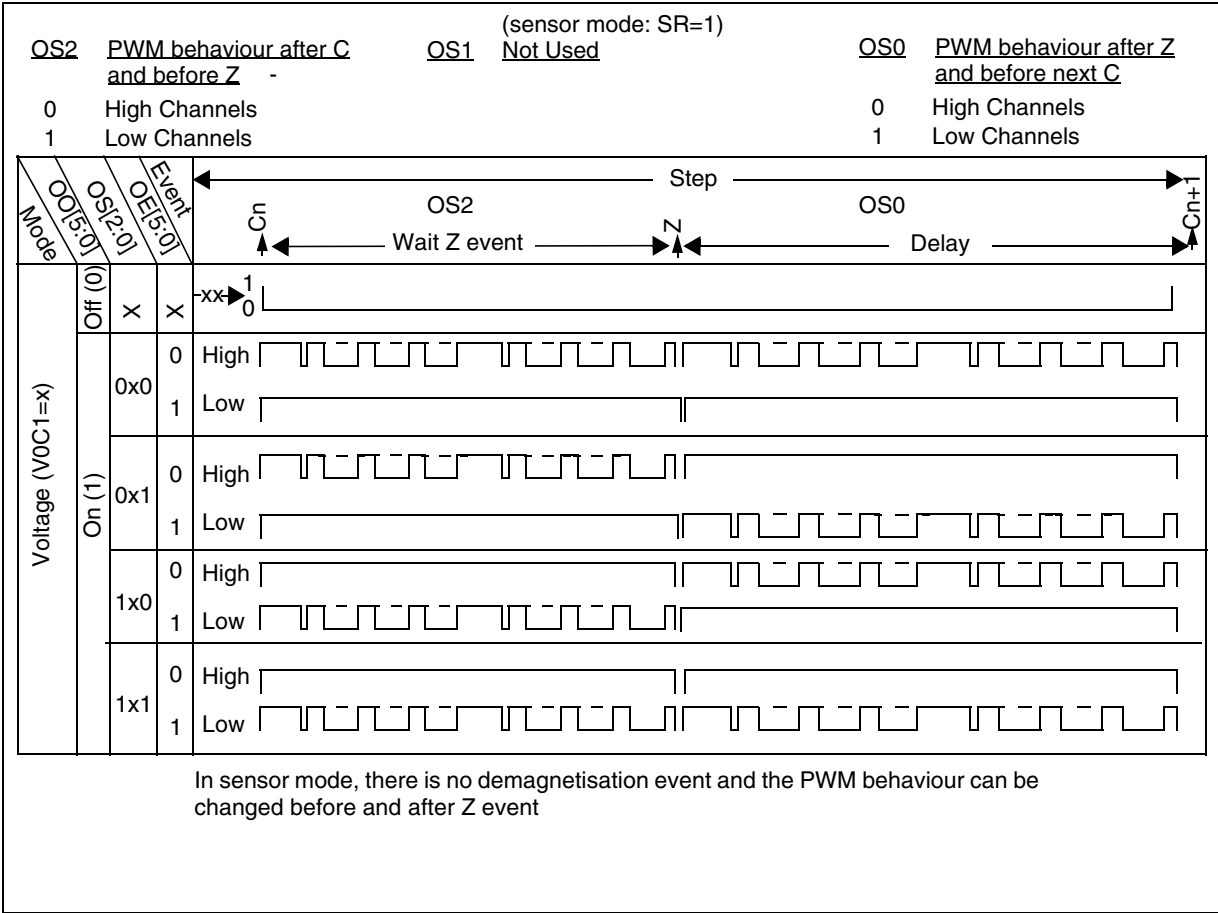 (sensor mode: SR=1)
OS2 PWM behaviour after C and before Z -
0 High Channels
1 Low Channels
OS1 Not Used
OS0 PWM behaviour after Z and before next C
0 High Channels
1 Low Channels
Mode
OO[5:0]
OS[2:0]
OE[5:0]
Event
Step
Cn
OS2
Wait Z event
Z
OS0
Delay
Cn+1
Voltage (V0C1=x)
Off (0)
X
X
xx
1
0
On (1)
0x0
0 High
1 Low
0x1
0 High
1 Low
1x0
0 High
1 Low
1x1
0 High
1 Low
In sensor mode, there is no demagnetisation event and the PWM behaviour can be
changed before and after Z event